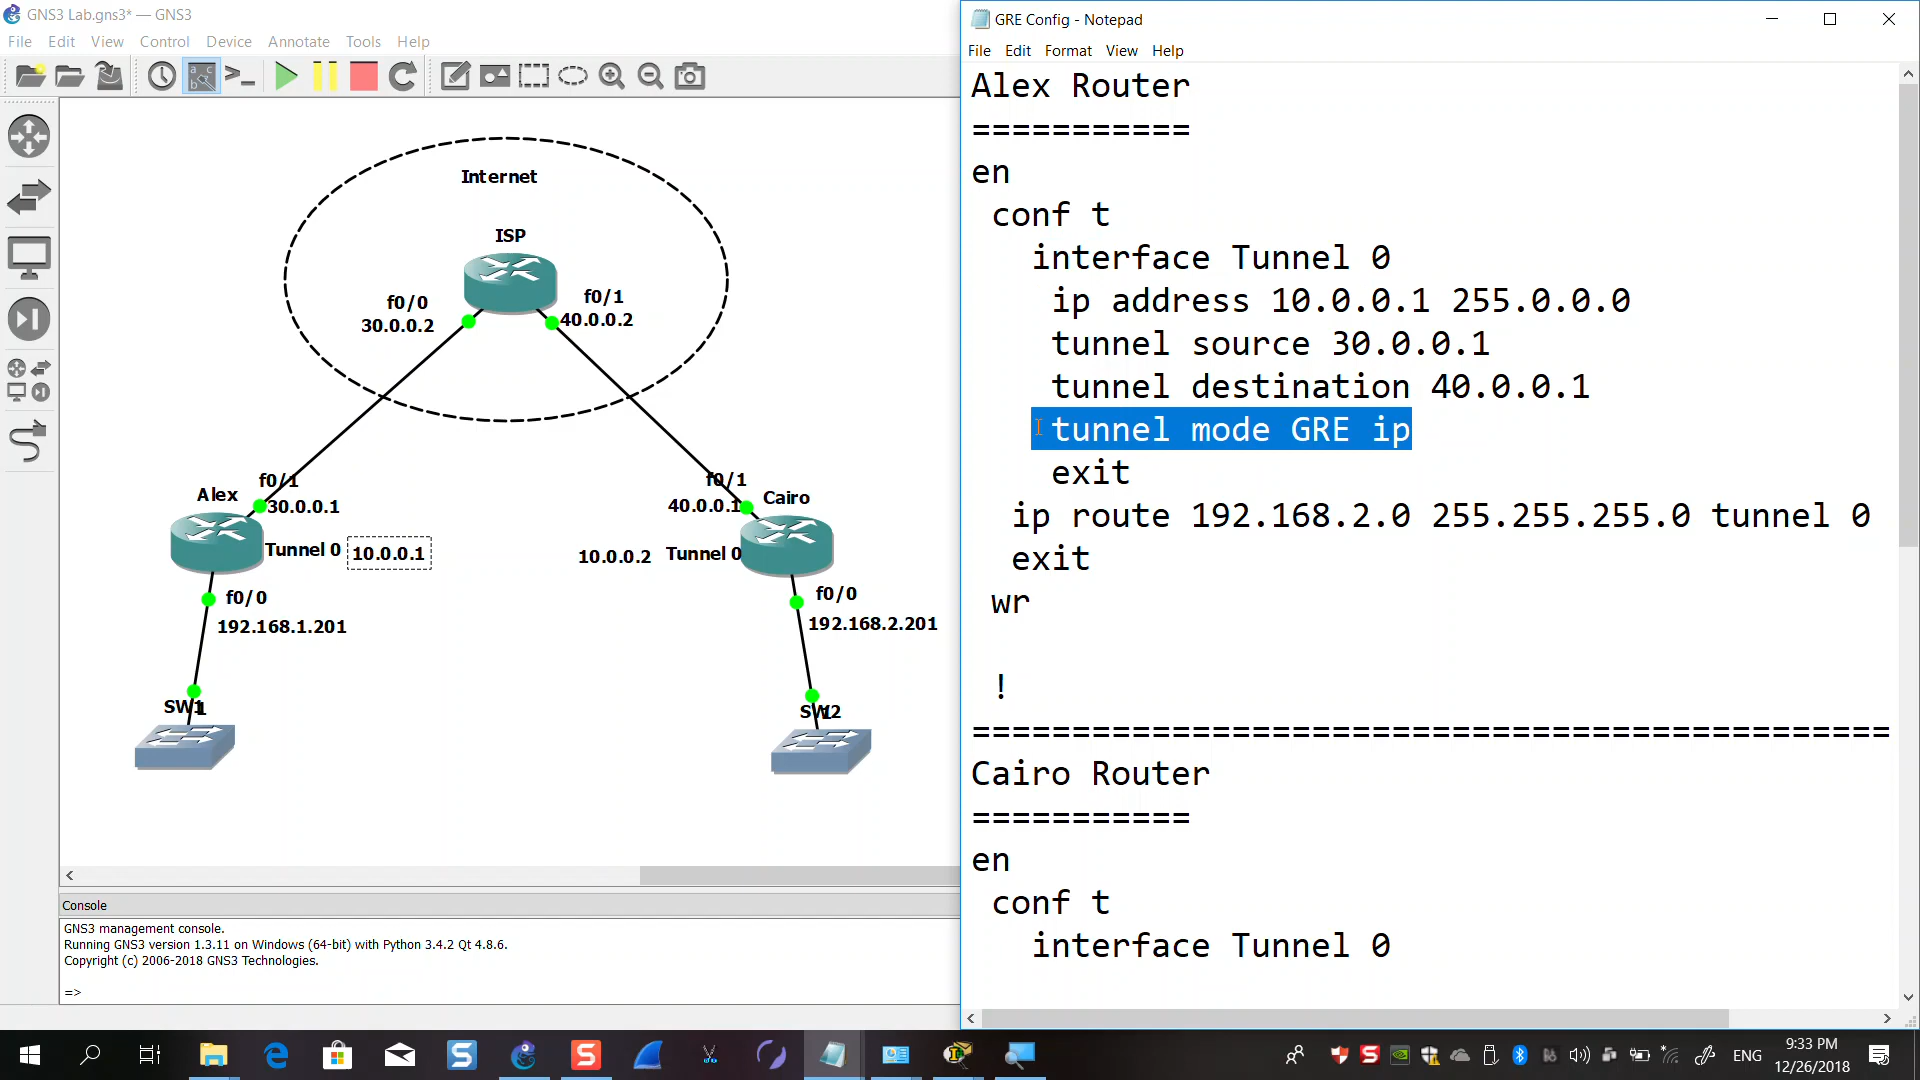 GNS3 Lab.gns3* — GNS3
File Edit View Control Device Annotate Tools Help
Internet
ISP
f0/0
30.0.0.2
f0/1
40.0.0.2
f0/1
Alex
30.0.0.1
Tunnel 0
10.0.0.1
f0/0
192.168.1.201
SW1
1
f0/1
40.0.0.1
Cairo
10.0.0.2
Tunnel 0
f0/0
192.168.2.201
SW2
1
Console
GNS3 management console.
Running GNS3 version 1.3.11 on Windows (64-bit) with Python 3.4.2 Qt 4.8.6.
Copyright (c) 2006-2018 GNS3 Technologies.
=>
GRE Config - Notepad
File Edit Format View Help
Alex Router
===========
en
conf t
interface Tunnel 0
ip address 10.0.0.1 255.0.0.0
tunnel source 30.0.0.1
tunnel destination 40.0.0.1
tunnel mode GRE ip
exit
ip route 192.168.2.0 255.255.255.0 tunnel 0
exit
wr
!
==============================================
Cairo Router
===========
en
conf t
interface Tunnel 0
ENG
9:33 PM
12/26/2018